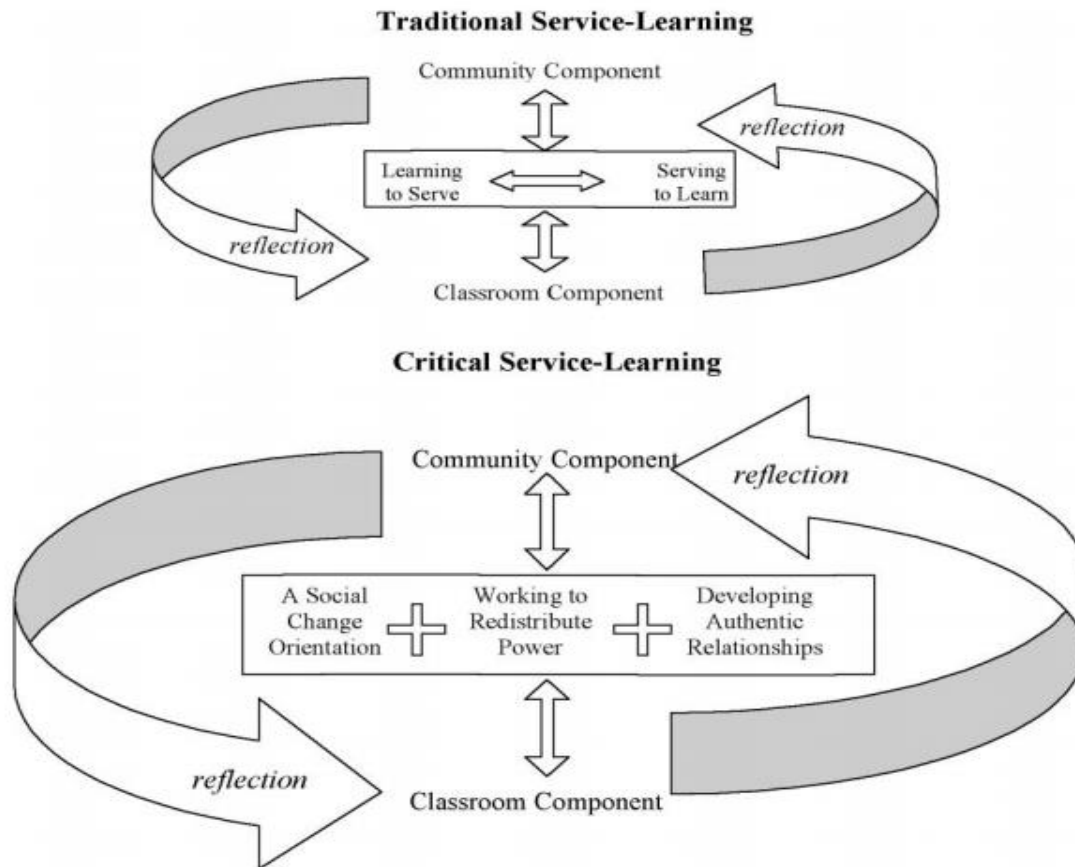 Traditional Service-Learning
Community Component
reflection
Learning
to Serve
Serving
to Learn
reflection
Classroom Component
Critical Service-Learning
Community Component
reflection
A Social
Change
Orientation
Working to
Redistribute
Power
Developing
Authentic
Relationships
reflection
Classroom Component